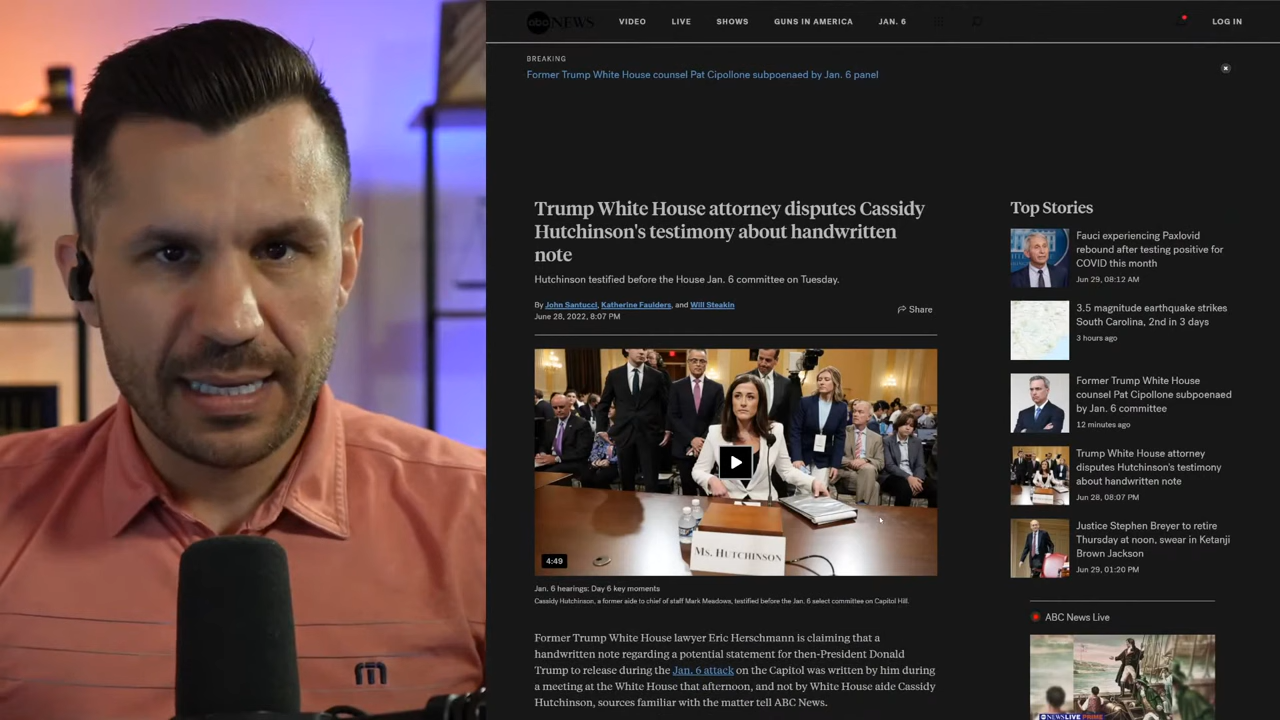 abc NEWS
VIDEO
LIVE
SHOWS
GUNS IN AMERICA
JAN. 6
LOG IN
BREAKING
Former Trump White House counsel Pat Cipollone subpoenaed by Jan. 6 panel
Trump White House attorney disputes Cassidy
Hutchinson's testimony about handwritten
note
Hutchinson testified before the House Jan. 6 committee on Tuesday.
By John Santucci, Katherine Faulders, and Will Steakin
June 28, 2022, 8:07 PM
Share
MS. HUTCHINSON
4:49
Jan. 6 hearings: Day 6 key moments
Cassidy Hutchinson, a former aide to chief of staff Mark Meadows, testified before the Jan. 6 select committee on Capitol Hill.
Former Trump White House lawyer Eric Herschmann is claiming that a
handwritten note regarding a potential statement for then-President Donald
Trump to release during the Jan. 6 attack on the Capitol was written by him during
a meeting at the White House that afternoon, and not by White House aide Cassidy
Hutchinson, sources familiar with the matter tell ABC News.
Top Stories
Fauci experiencing Paxlovid
rebound after testing positive for
COVID this month
Jun 29, 08:12 AM
3.5 magnitude earthquake strikes
South Carolina, 2nd in 3 days
3 hours ago
Former Trump White House
counsel Pat Cipollone subpoenaed
by Jan. 6 committee
12 minutes ago
Trump White House attorney
disputes Hutchinson's testimony
about handwritten note
Jun 28, 08:07 PM
Justice Stephen Breyer to retire
Thursday at noon, swear in Ketanji
Brown Jackson
Jun 29, 01:20 PM
ABC News Live
NEWSLIVE PRIME